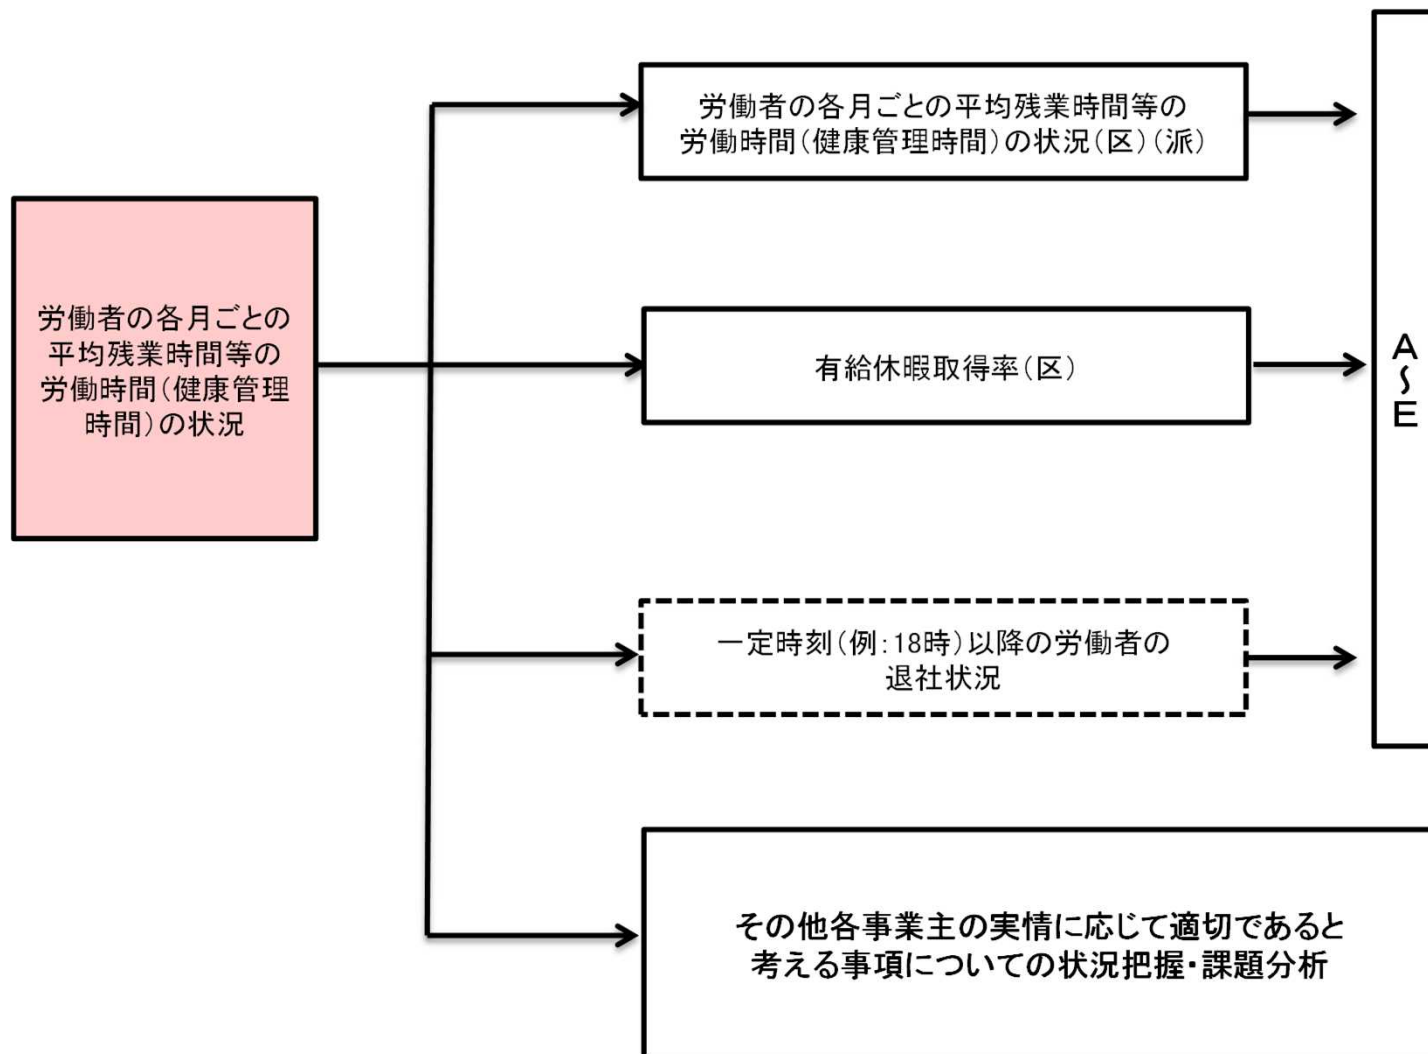 労働者の各月ごとの
平均残業時間等の
労働時間(健康管理
時間)の状況
労働者の各月ごとの平均残業時間等の
労働時間(健康管理時間)の状況(区)(派)
有給休暇取得率(区)
一定時刻(例:18時)以降の労働者の
退社状況
その他各事業主の実情に応じて適切であると
考える事項についての状況把握・課題分析
A
〜
E